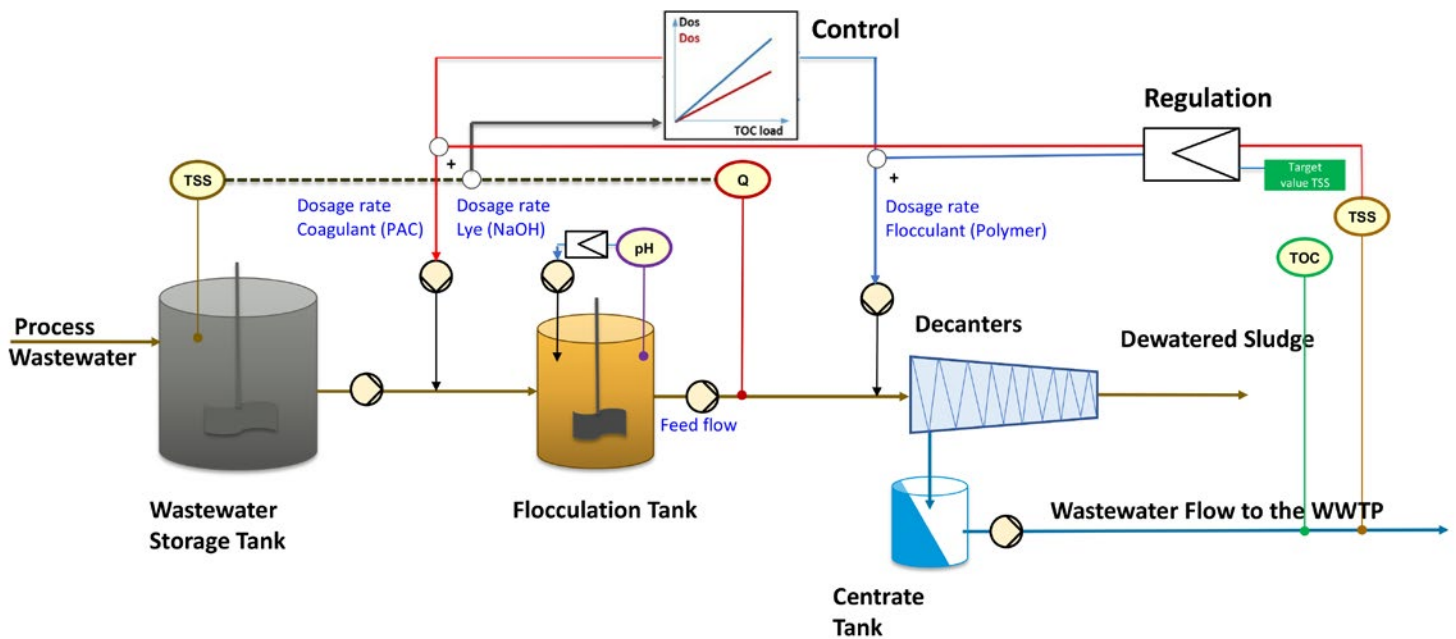 Dos
Dos
TOC load
Control
Regulation
Target
value TSS
TSS
Q
TSS
+
+
Dosage rate
Coagulant (PAC)
Dosage rate
Lye (NaOH)
Dosage rate
Flocculant (Polymer)
pH
TOC
Process
Wastewater
Decanters
Dewatered Sludge
Feed flow
Wastewater
Storage Tank
Flocculation Tank
Wastewater Flow to the WWTP
Centrate
Tank